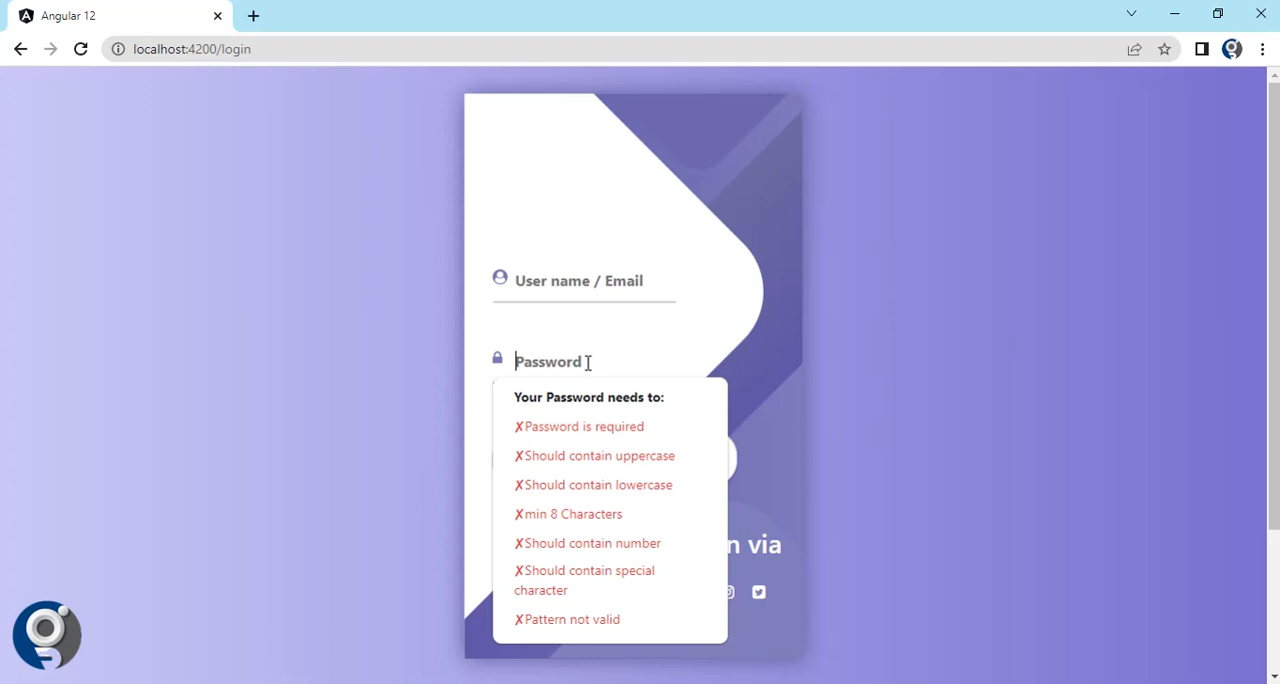 Angular 12
localhost:4200/login
User name / Email
Password
Your Password needs to:
✗Password is required
✗Should contain uppercase
✗Should contain lowercase
✗min 8 Characters
✗Should contain number
✗Should contain special
character
✗Pattern not valid
n via